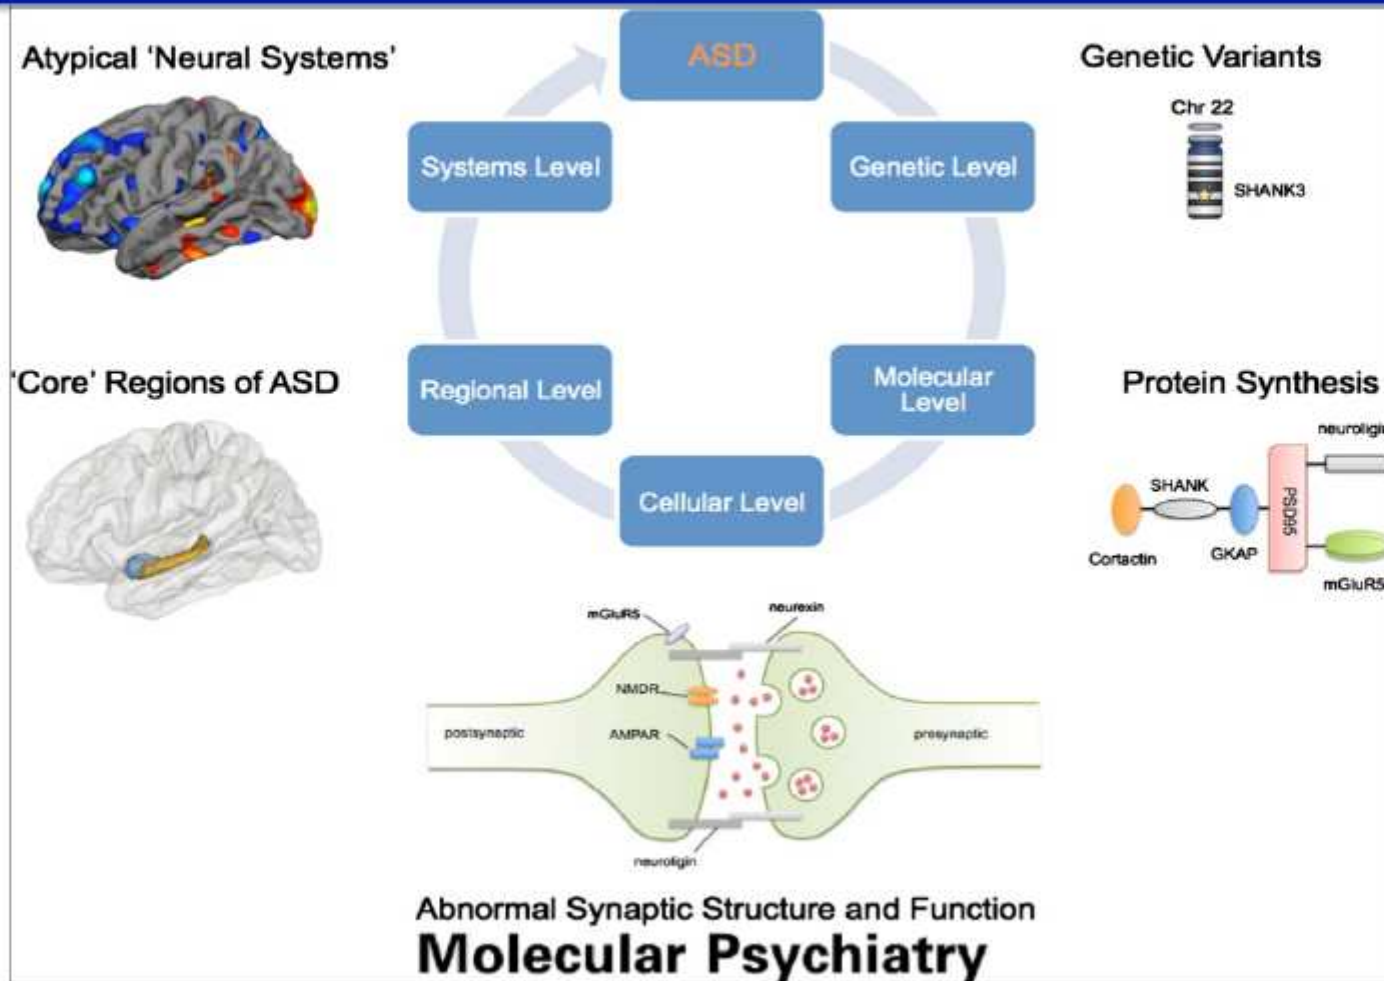 ASD
Atypical 'Neural Systems'
Systems Level
Genetic Level
Genetic Variants
Chr 22
SHANK3
'Core' Regions of ASD
Regional Level
Molecular
Level
Protein Synthesis
neuroligin
SHANK
PSD95
Cortactin
GKAP
mGluR5
Cellular Level
mGluR5
neurexin
NMDR
postsynaptic
AMPAR
presynaptic
neuroligin
Abnormal Synaptic Structure and Function
Molecular Psychiatry